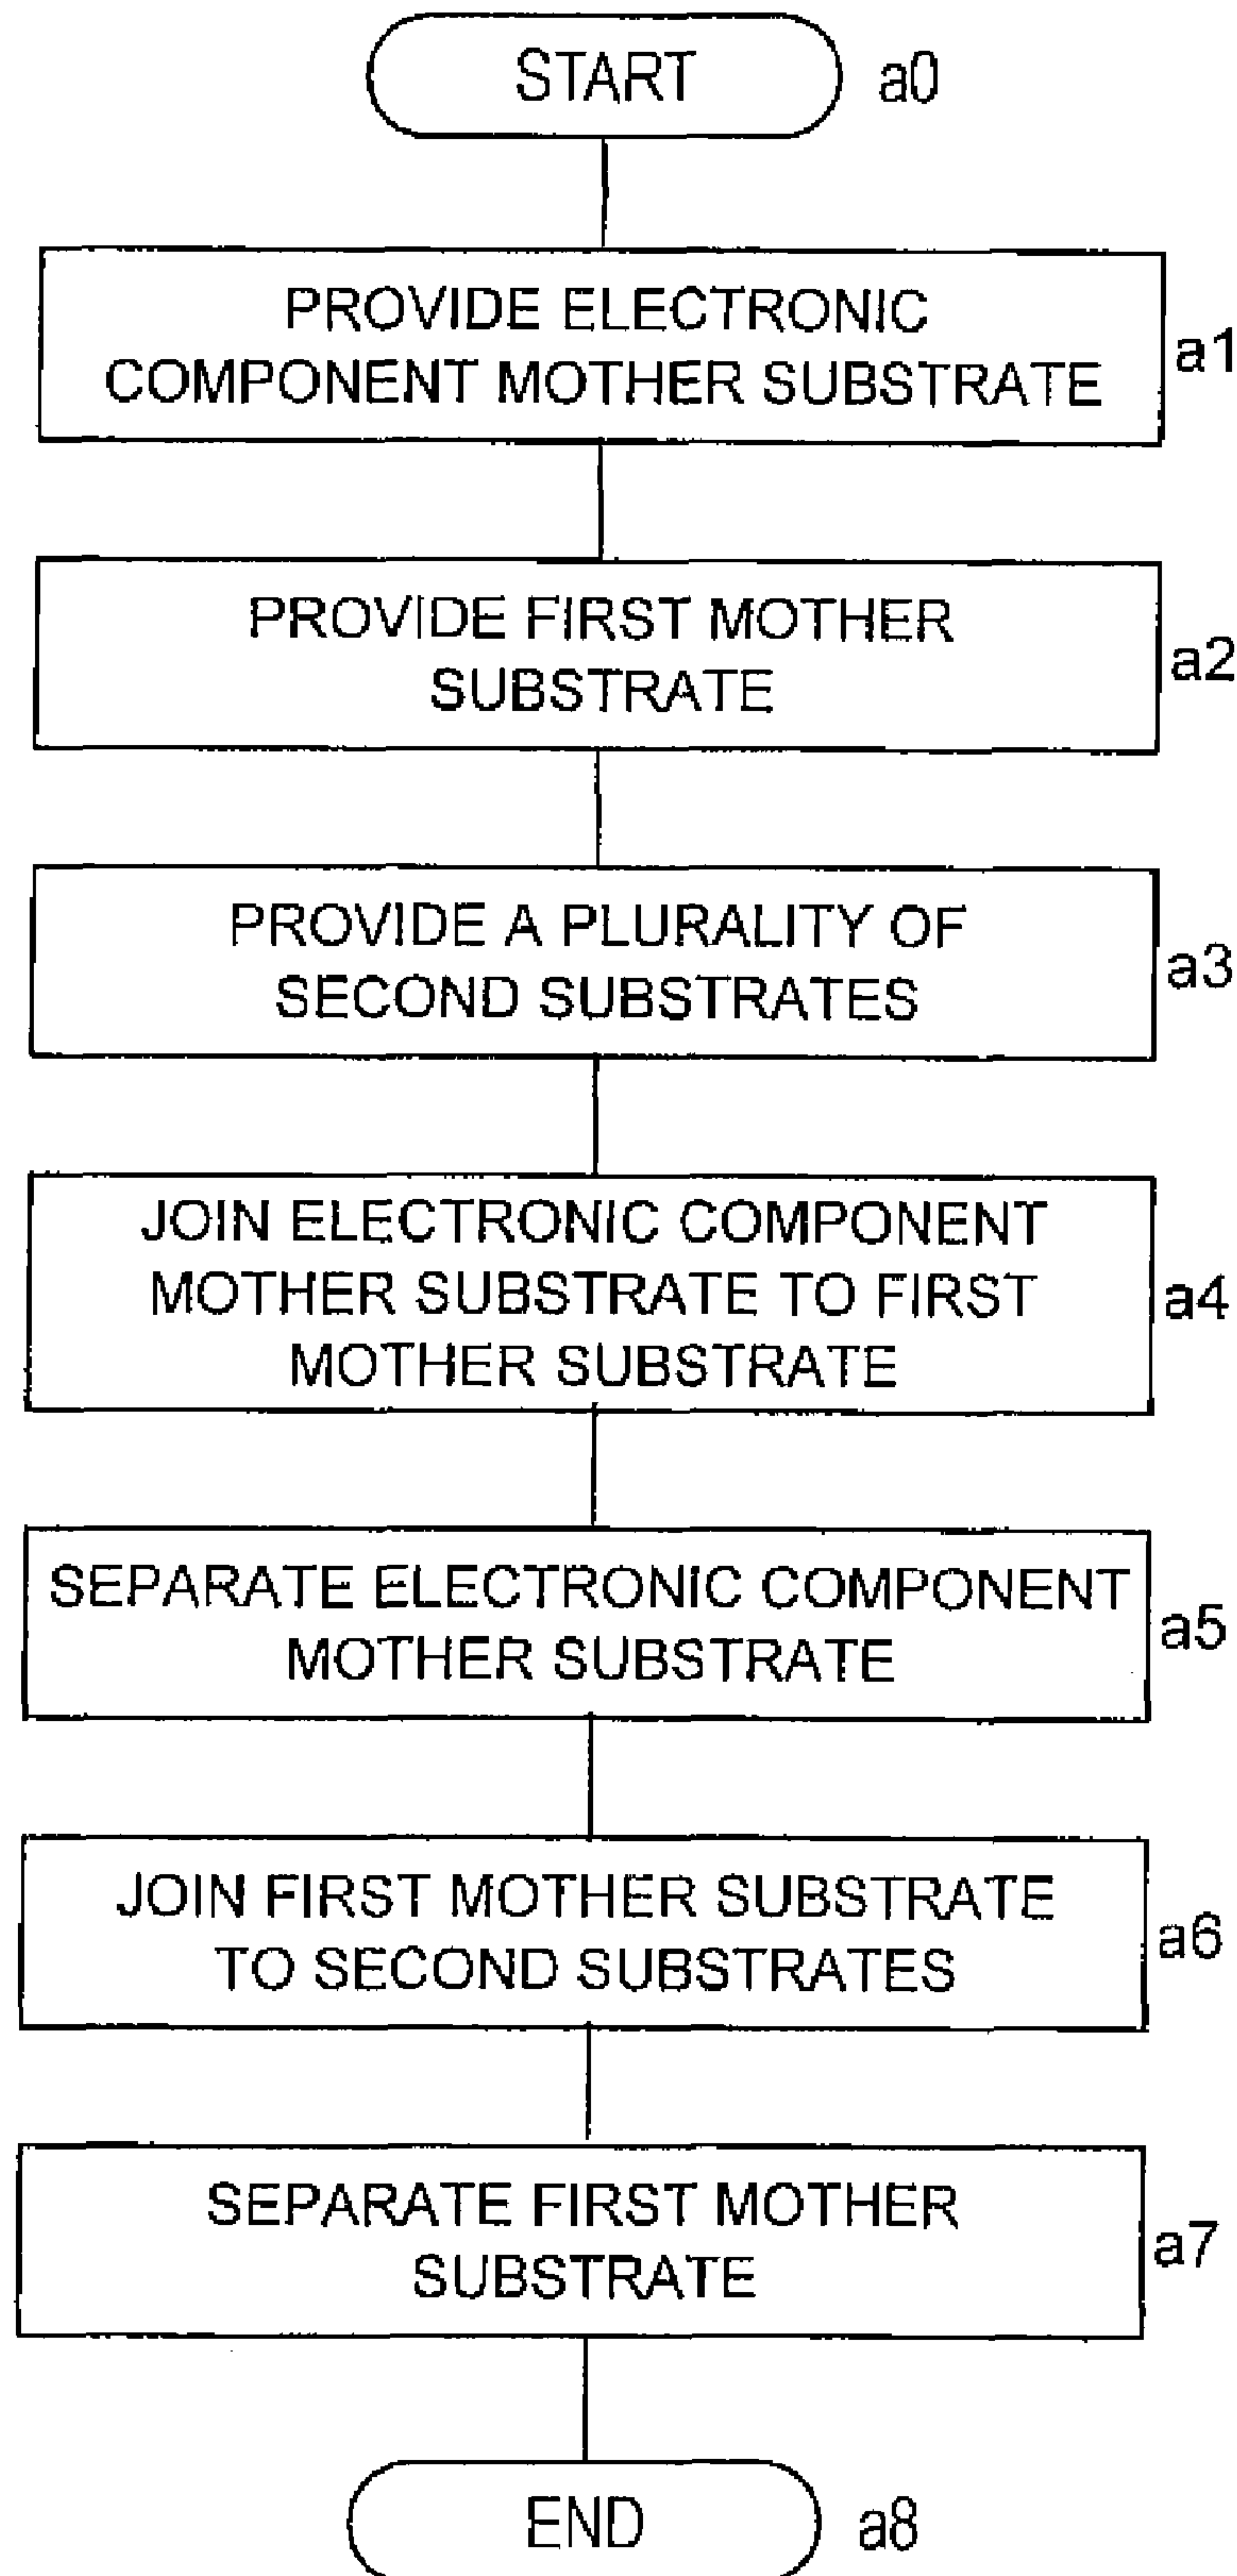 START a0
PROVIDE ELECTRONIC
COMPONENT MOTHER SUBSTRATE
a1
PROVIDE FIRST MOTHER
SUBSTRATE
a2
PROVIDE A PLURALITY OF
SECOND SUBSTRATES
a3
JOIN ELECTRONIC COMPONENT
MOTHER SUBSTRATE TO FIRST
MOTHER SUBSTRATE
a4
SEPARATE ELECTRONIC COMPONENT
MOTHER SUBSTRATE
a5
JOIN FIRST MOTHER SUBSTRATE
TO SECOND SUBSTRATES
a6
SEPARATE FIRST MOTHER
SUBSTRATE
a7
END a8